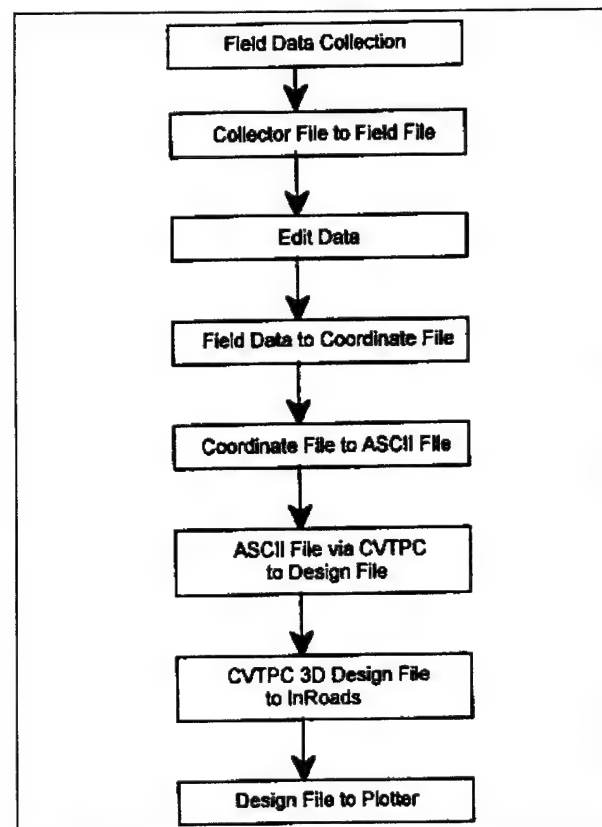 Field Data Collection
Collector File to Field File
Edit Data
Field Data to Coordinate File
Coordinate File to ASCII File
ASCII File via CVTPC
to Design File
CVTPC 3D Design File
to InRoads
Design File to Plotter